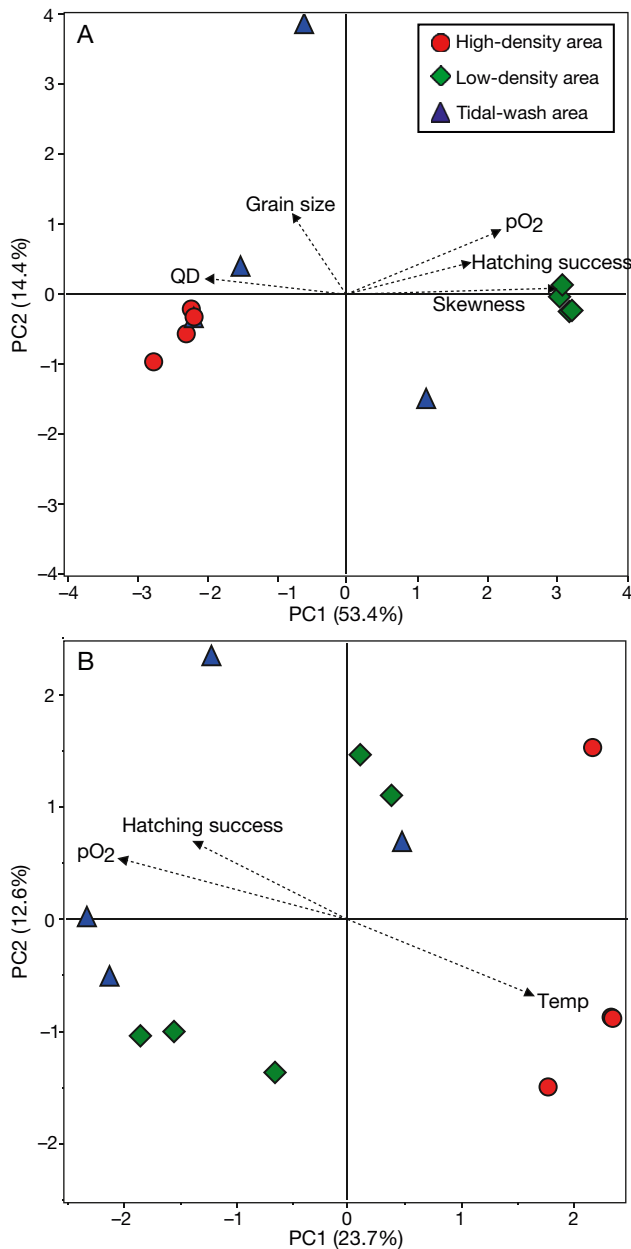 A
High-density area
Low-density area
Tidal-wash area
Grain size
pO2
QD
Hatching success
Skewness
PC2 (14.4%)
4
3
2
1
0
−1
−2
−3
−4
−4
−3
−2
−1
0
1
2
3
4
PC1 (53.4%)
B
Hatching success
pO2
Temp
PC2 (12.6%)
2
1
0
−1
−2
−2
−1
0
1
2
PC1 (23.7%)